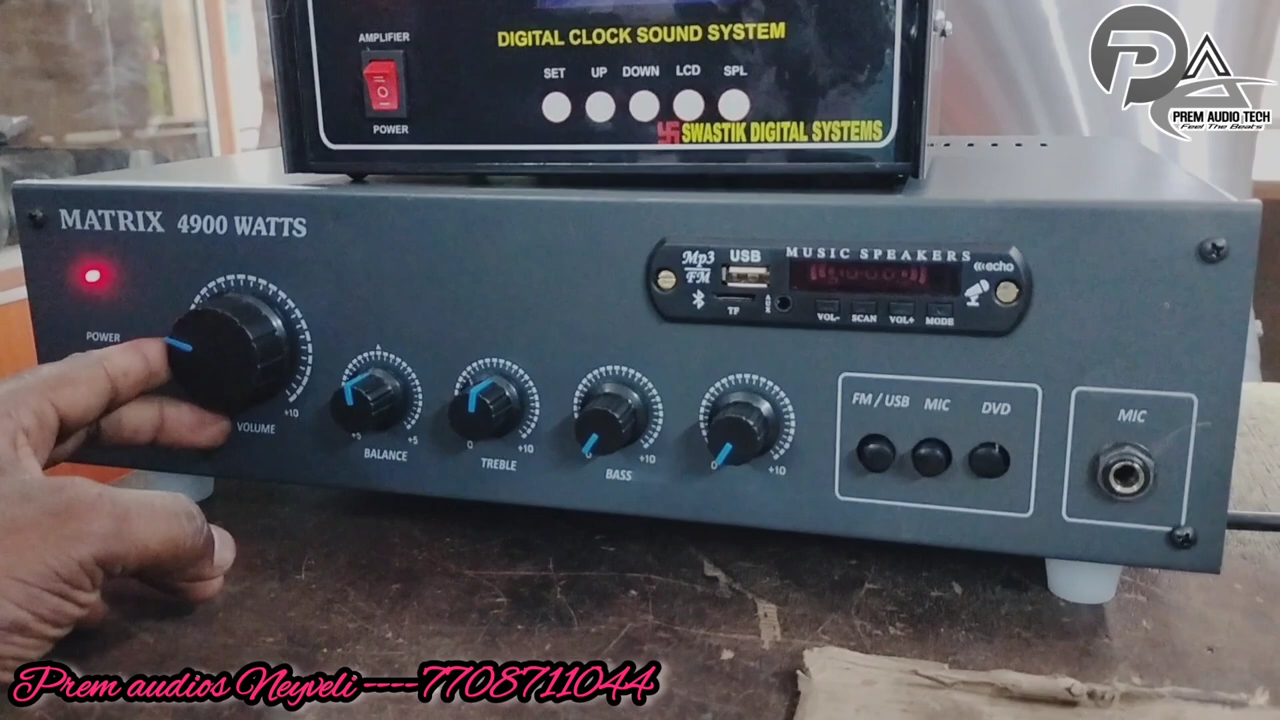 AMPLIFIER
POWER
DIGITAL CLOCK SOUND SYSTEM
SET UP DOWN LCD SPL
SWASTIK DIGITAL SYSTEMS
PREM AUDIO TECH
Feel The Beats
MATRIX 4900 WATTS
POWER
+10
VOLUME
+5
BALANCE
0 +10
TREBLE
0 +10
BASS
0 +10
Mp3
FM
USB
MUSIC SPEAKERS
echo
TF
AUX
VOL- SCAN VOL+ MODE
FM / USB MIC DVD
MIC
Prem audios Neyveli ----7708711044